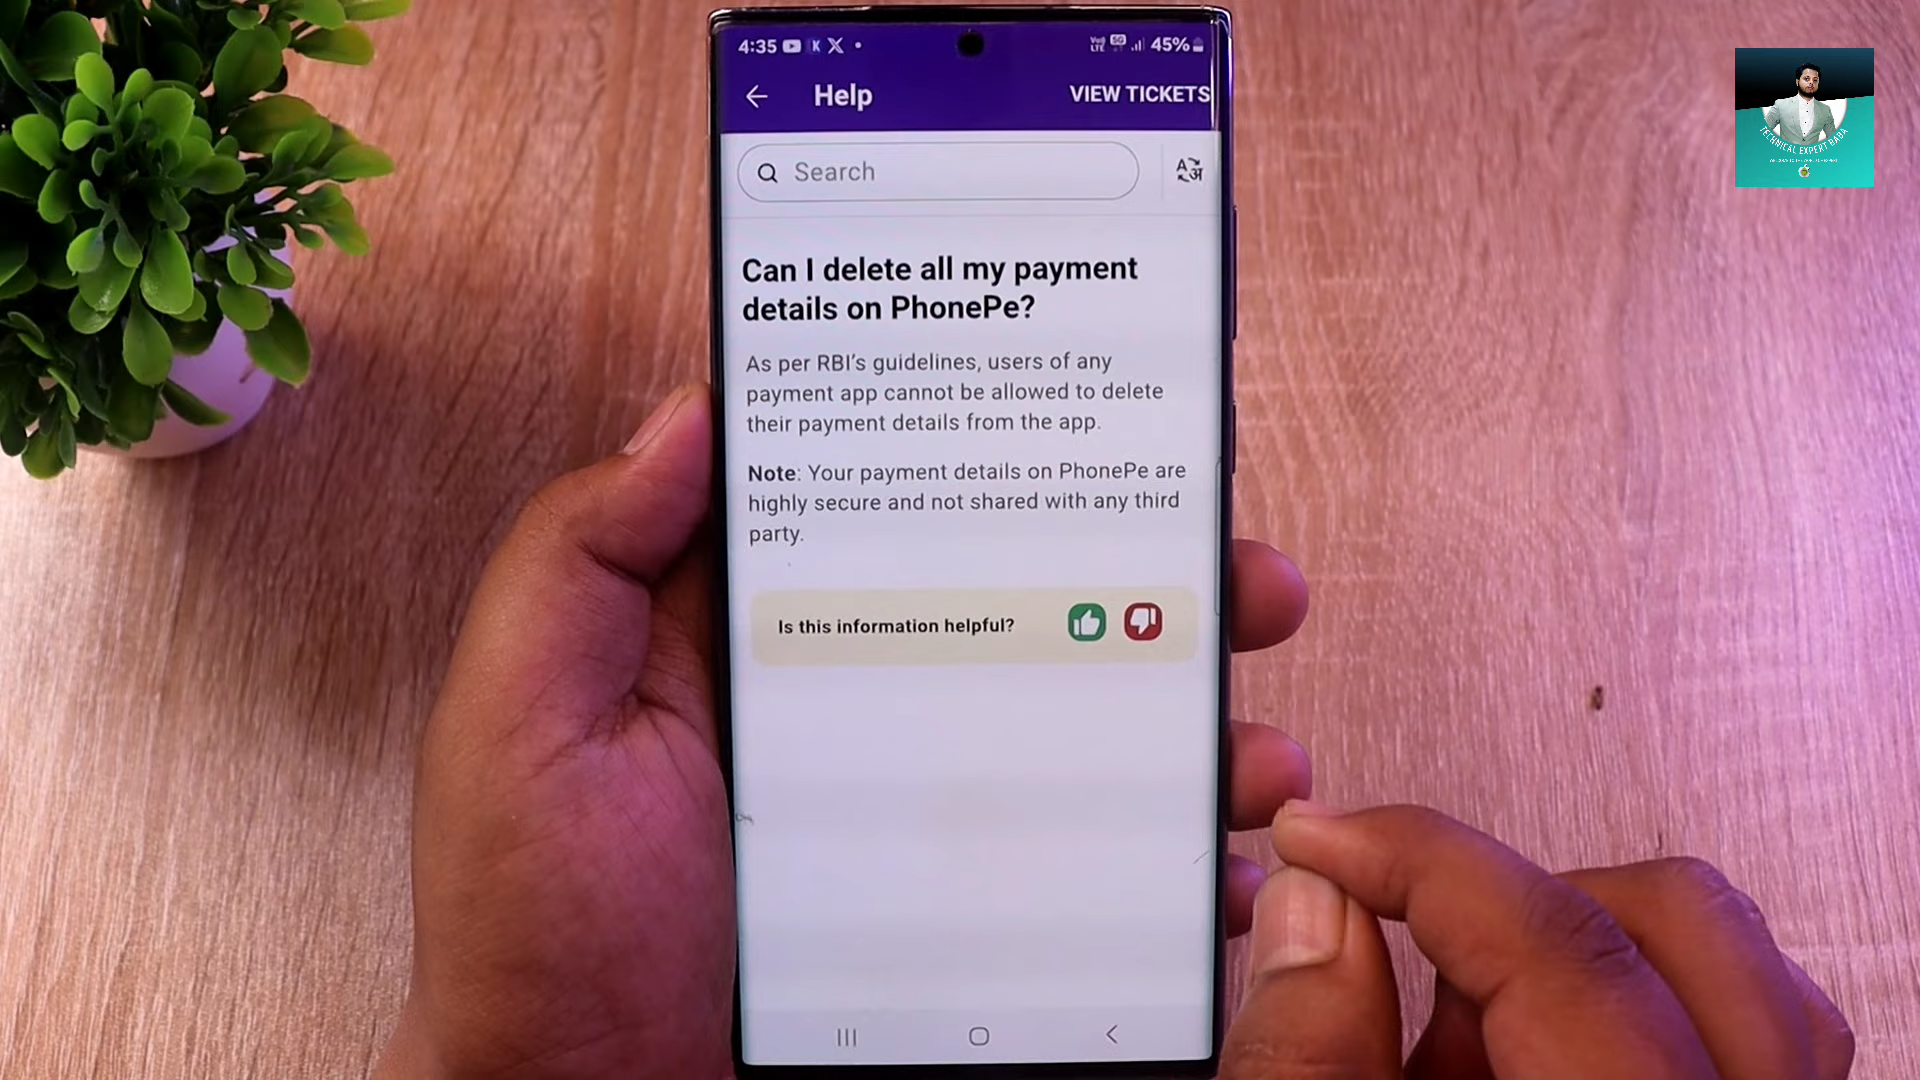 4:35 K X
Vo)) LTE 5G 45%
Help
VIEW TICKETS
Search
A अ
Can I delete all my payment
details on PhonePe?
As per RBI's guidelines, users of any
payment app cannot be allowed to delete
their payment details from the app.
Note: Your payment details on PhonePe are
highly secure and not shared with any third
party.
Is this information helpful?
TECHNICAL EXPERT BABA